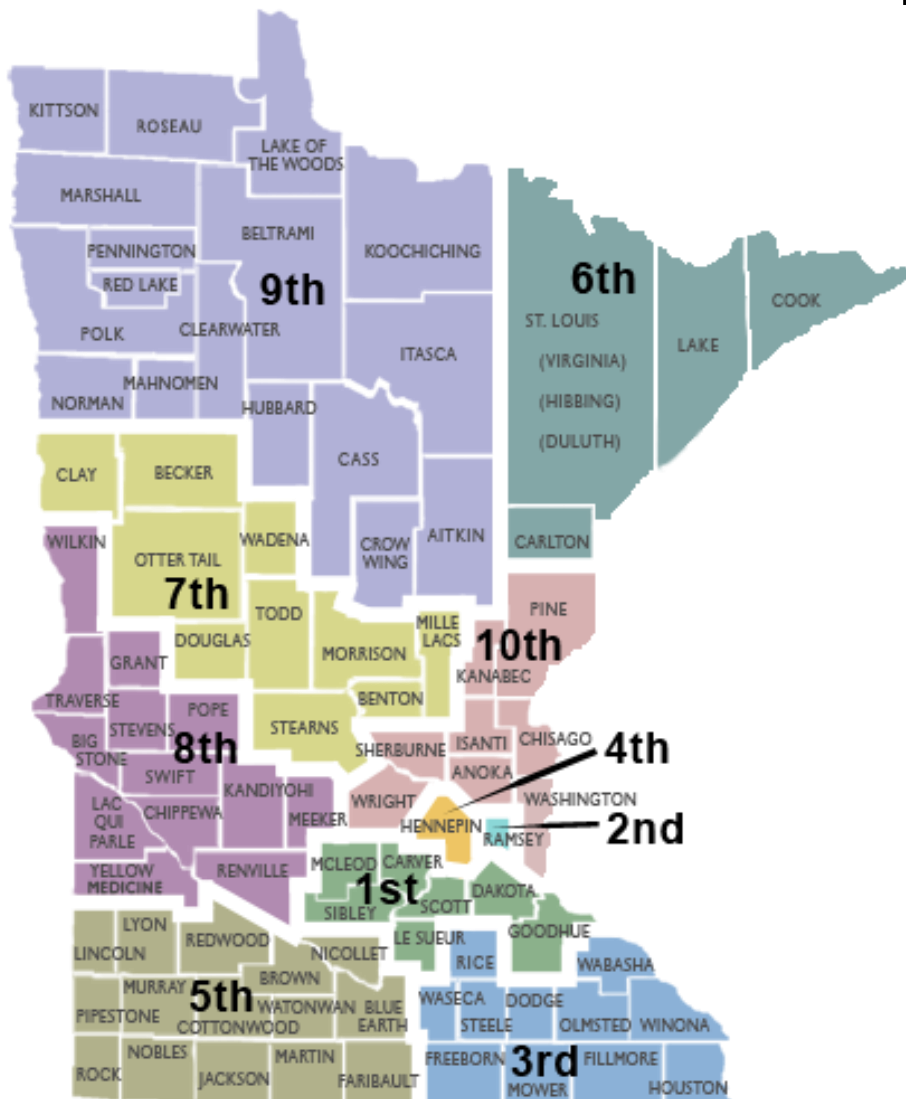 KITTSON
ROSEAU
LAKE OF
THE WOODS
MARSHALL
BELTRAMI
KOOCHICHING
PENNINGTON
RED LAKE
9th
6th
COOK
POLK
CLEARWATER
ST. LOUIS
LAKE
ITASCA
(VIRGINIA)
MAHNOMEN
NORMAN
HUBBARD
(HIBBING)
(DULUTH)
CASS
CLAY
BECKER
WILKIN
WADENA
CROW
WING
AITKIN
CARLTON
OTTER TAIL
7th
TODD
PINE
MILLE
LACS
DOUGLAS
MORRISON
10th
GRANT
KANABEC
TRAVERSE
BENTON
POPE
STEVENS
STEARNS
BIG
STONE
8th
SHERBURNE
ISANTI
CHISAGO
4th
SWIFT
ANOKA
KANDIYOHI
LAC
QUI
PARLE
CHIPPEWA
MEEKER
WRIGHT
WASHINGTON
HENNEPIN
RAMSEY
2nd
YELLOW
MEDICINE
RENVILLE
MCLEOD
CARVER
1st
DAKOTA
SIBLEY
SCOTT
LYON
REDWOOD
LE SUEUR
GOODHUE
LINCOLN
NICOLLET
RICE
WABASHA
BROWN
MURRAY
5th
PIPESTONE
WATONWAN
BLUE
EARTH
COTTONWOOD
WASECA
DODGE
STEELE
OLMSTED
WINONA
NOBLES
MARTIN
FREEBORN
3rd
FILLMORE
ROCK
JACKSON
FARIBAULT
MOWER
HOUSTON